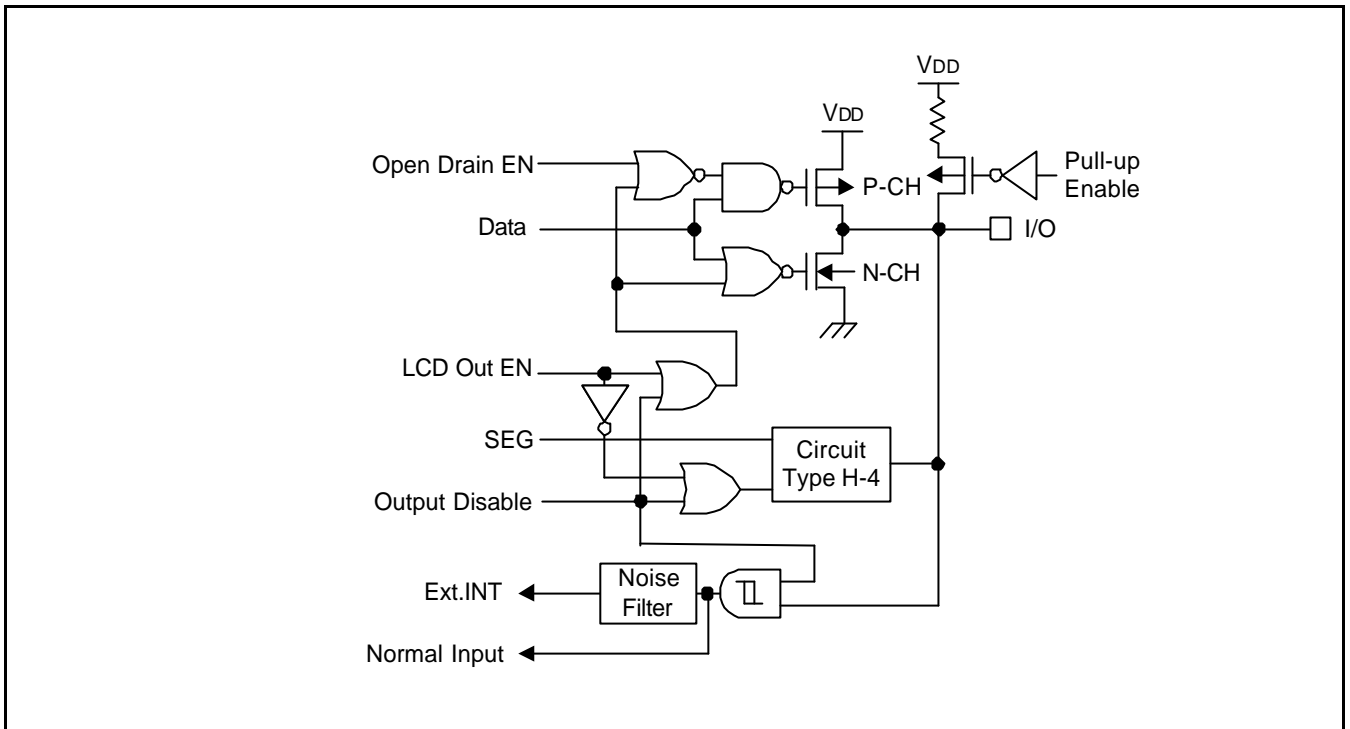 VDD
VDD
Open Drain EN
P-CH
Pull-up
Enable
Data
I/O
N-CH
LCD Out EN
SEG
Circuit
Type H-4
Output Disable
Ext.INT
Noise
Filter
Normal Input